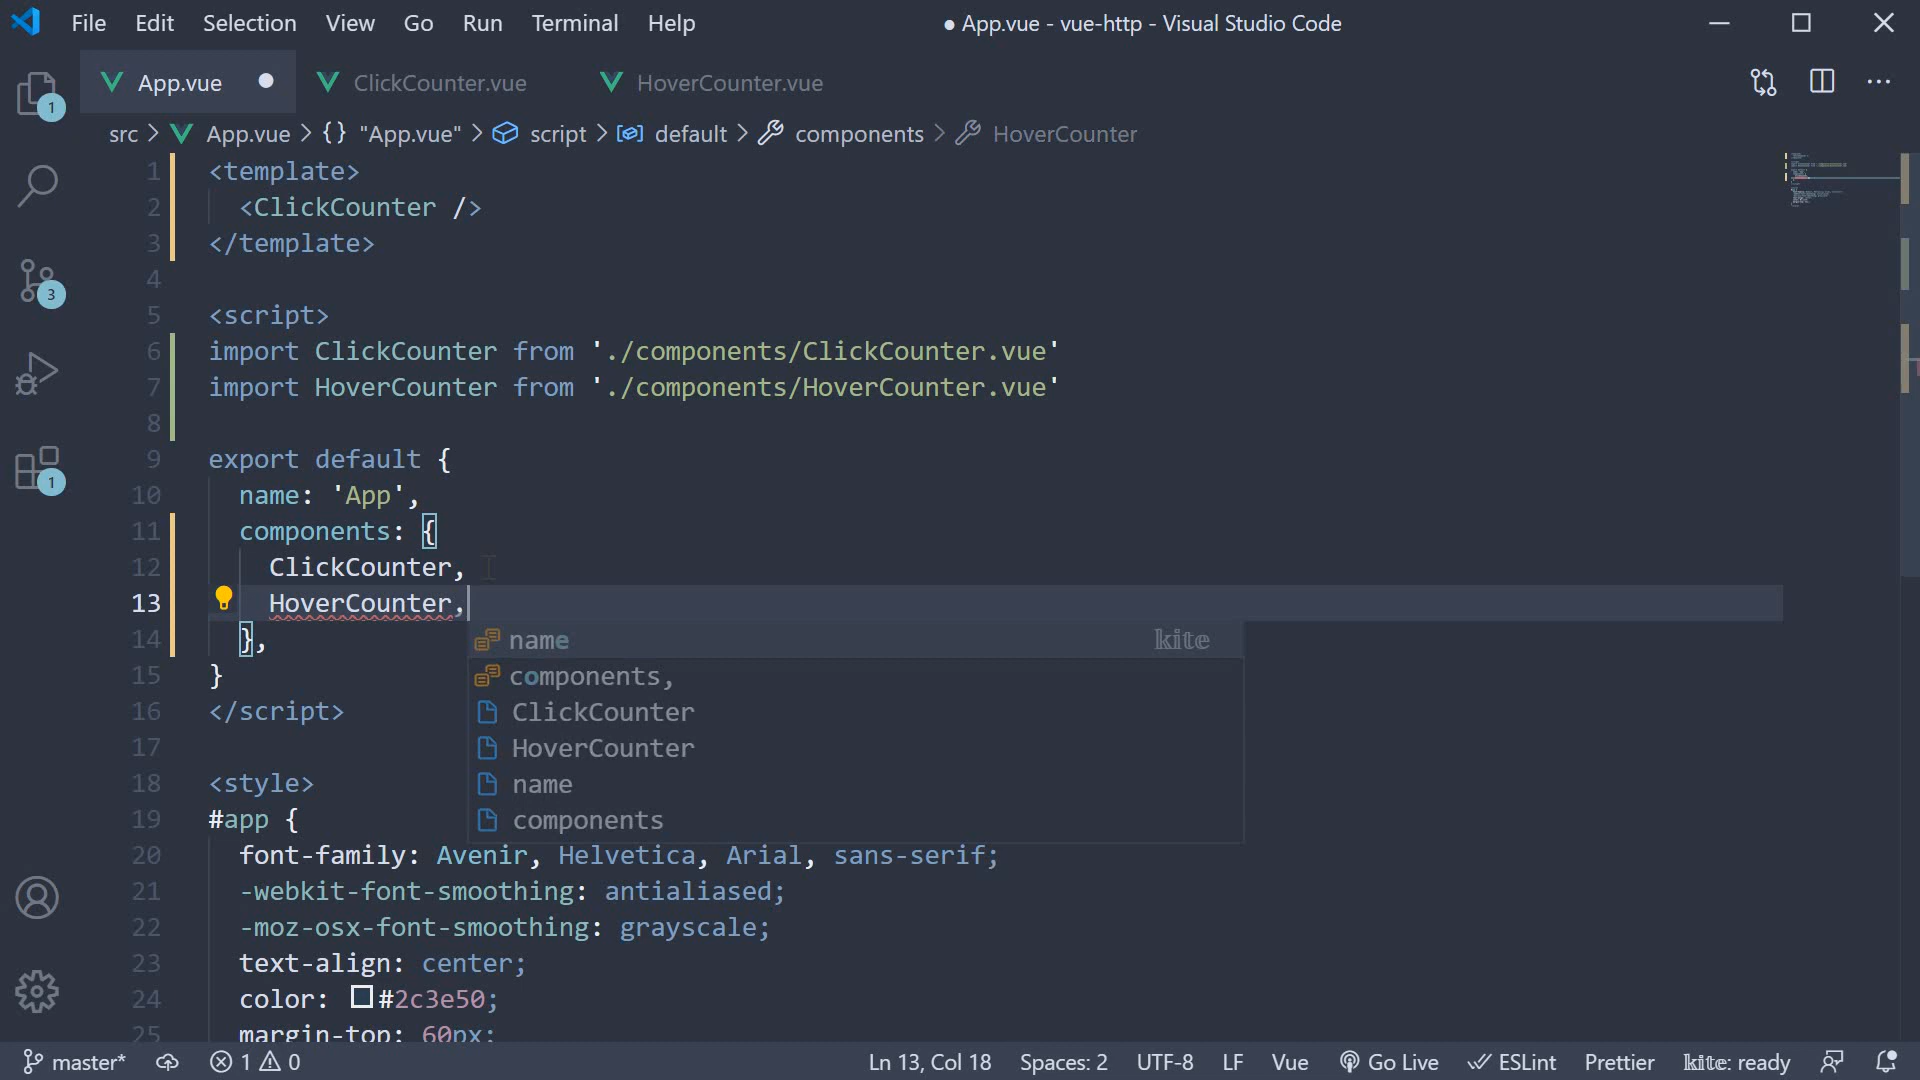 File Edit Selection View Go Run Terminal Help ● App.vue - vue-http - Visual Studio Code
App.vue ClickCounter.vue HoverCounter.vue
src > App.vue > {} "App.vue" > script > default > components > HoverCounter
1
3
1
1 <template>
2 <ClickCounter />
3 </template>
4
5 <script>
6 import ClickCounter from './components/ClickCounter.vue'
7 import HoverCounter from './components/HoverCounter.vue'
8
9 export default {
10 name: 'App',
11 components: {
12 ClickCounter,
13 HoverCounter,
14 },
15 }
16 </script>
17
18 <style>
19 #app {
20 font-family: Avenir, Helvetica, Arial, sans-serif;
21 -webkit-font-smoothing: antialiased;
22 -moz-osx-font-smoothing: grayscale;
23 text-align: center;
24 color: #2c3e50;
25 margin-top: 60px;
name kite
components,
ClickCounter
HoverCounter
name
components
master* 1 0 Ln 13, Col 18 Spaces: 2 UTF-8 LF Vue Go Live ESLint Prettier kite: ready